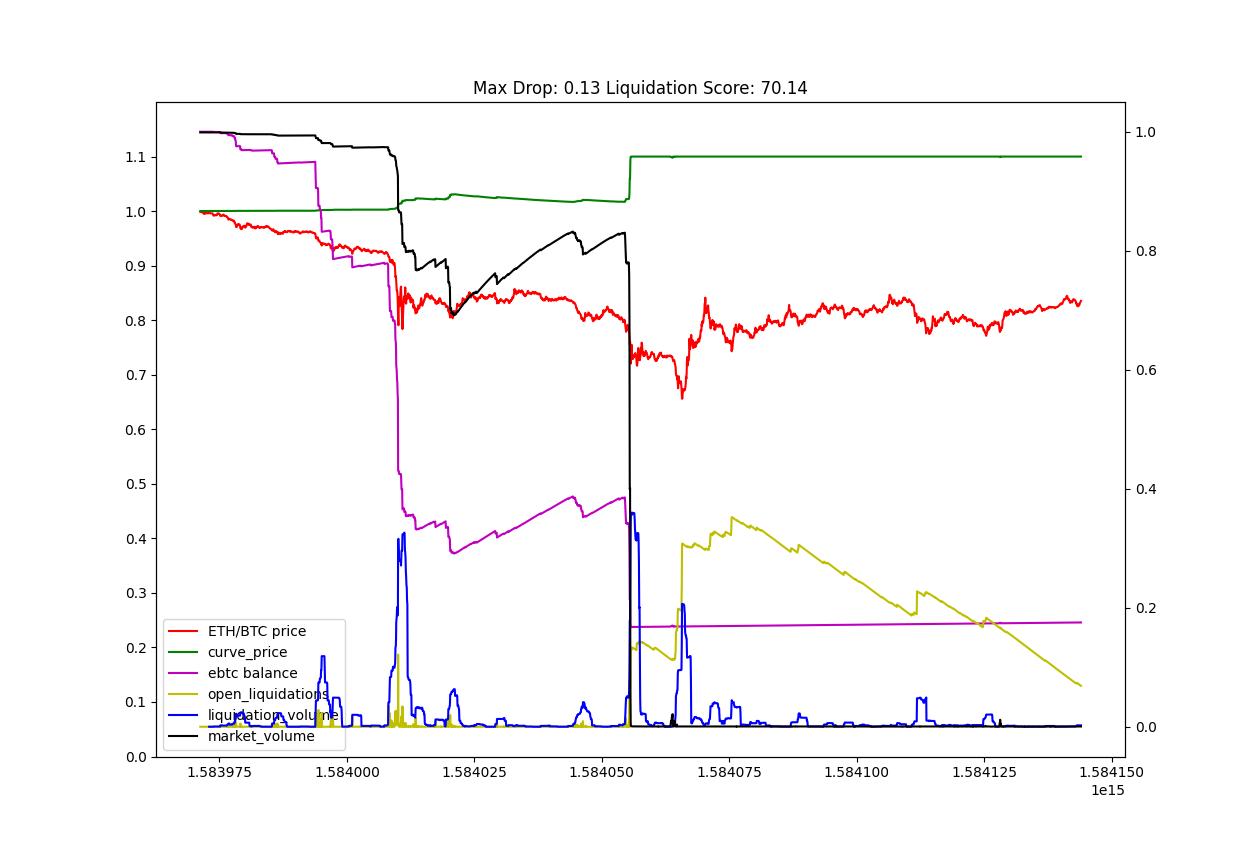 Max Drop: 0.13 Liquidation Score: 70.14
1.1
1.0
0.9
0.8
0.7
0.6
0.5
0.4
0.3
0.2
0.1
0.0
1.0
0.8
0.6
0.4
0.2
0.0
ETH/BTC price
curve_price
ebtc balance
open_liquidations
liquidation_volume
market_volume
1.583975 1.584000 1.584025 1.584050 1.584075 1.584100 1.584125 1.584150
1e15